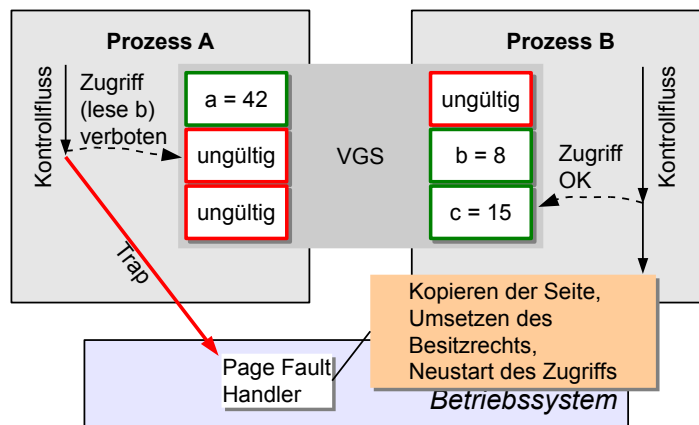 Prozess A
Prozess B
Kontrollfluss
Zugriff
(lese b)
verboten
a = 42
ungültig
ungültig
VGS
ungültig
b = 8
c = 15
Zugriff
OK
Kontrollfluss
Trap
Kopieren der Seite,
Umsetzen des
Besitzrechts,
Neustart des Zugriffs
Page Fault
Handler
Betriebssystem